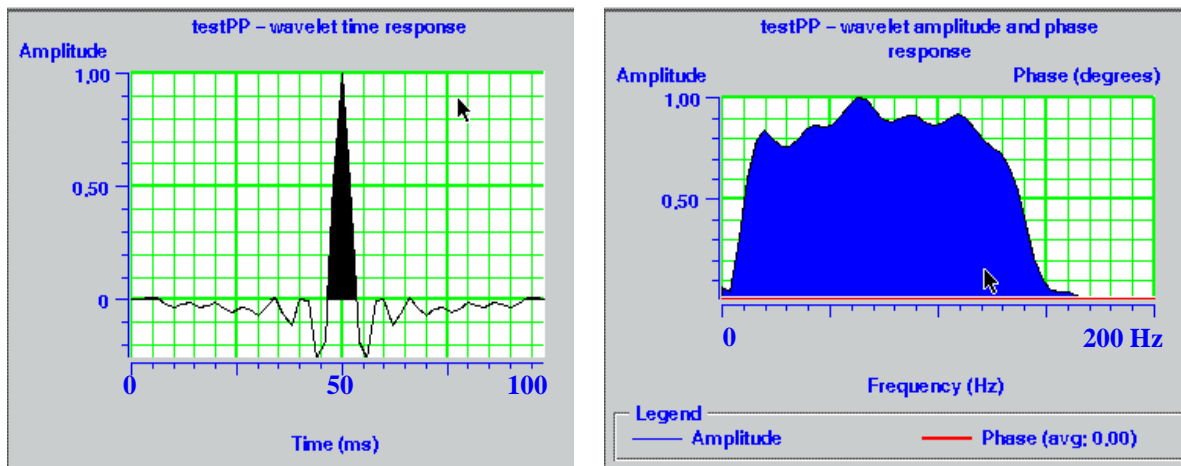 testPP – wavelet time response
Amplitude
1.00
0.50
0
0
50
100
Time (ms)
testPP – wavelet amplitude and phase
response
Amplitude
Phase (degrees)
1.00
0.50
0
200 Hz
Frequency (Hz)
Legend
Amplitude
Phase (avg: 0.00)